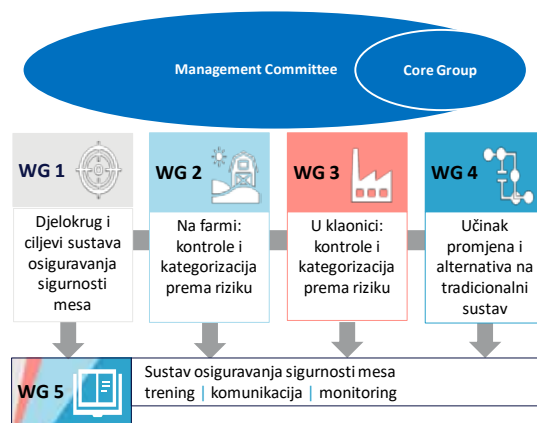 Management Committee
Core Group
WG 1
WG 2
WG 3
WG 4
Djelokrug i
ciljevi sustava
osiguravanja
sigurnosti
mesa
Na farmi:
kontrole i
kategorizacija
prema riziku
U klaonici:
kontrole i
kategorizacija
prema riziku
Učinak
promjena i
alternativa na
tradicionalni
sustav
WG 5
Sustav osiguravanja sigurnosti mesa
trening | komunikacija | monitoring